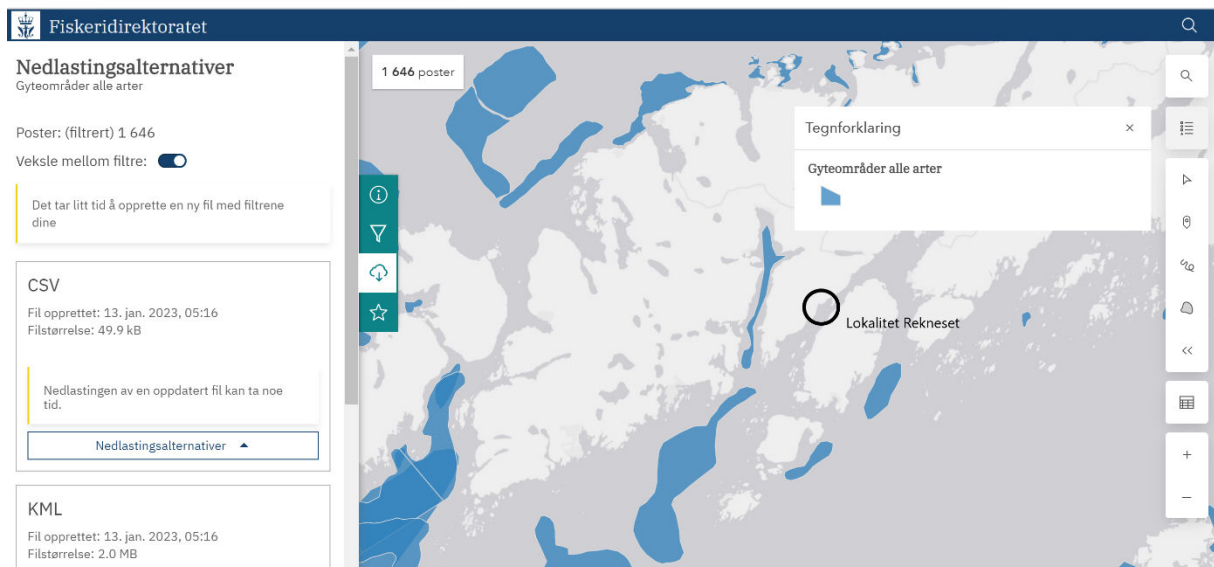 Fiskeridirektoratet
Nedlastingsalternativer
Gyteområder alle arter
Poster: (filtrert) 1 646
Veksle mellom filtre:
Det tar litt tid å opprette en ny fil med filtrene
dine
CSV
Fil opprettet: 13. jan. 2023, 05:16
Filstørrelse: 49.9 kB
Nedlastingen av en oppdatert fil kan ta noe
tid.
Nedlastingsalternativer
KML
Fil opprettet: 13. jan. 2023, 05:16
Filstørrelse: 2.0 MB
1 646 poster
Tegnforklaring
Gyteområder alle arter
Lokalitet Rekneset